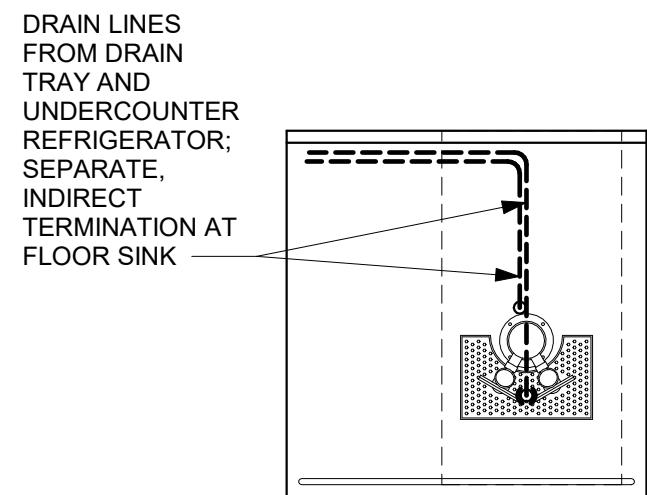 DRAIN LINES
FROM DRAIN
TRAY AND
UNDERCOUNTER
REFRIGERATOR;
SEPARATE,
INDIRECT
TERMINATION AT
FLOOR SINK